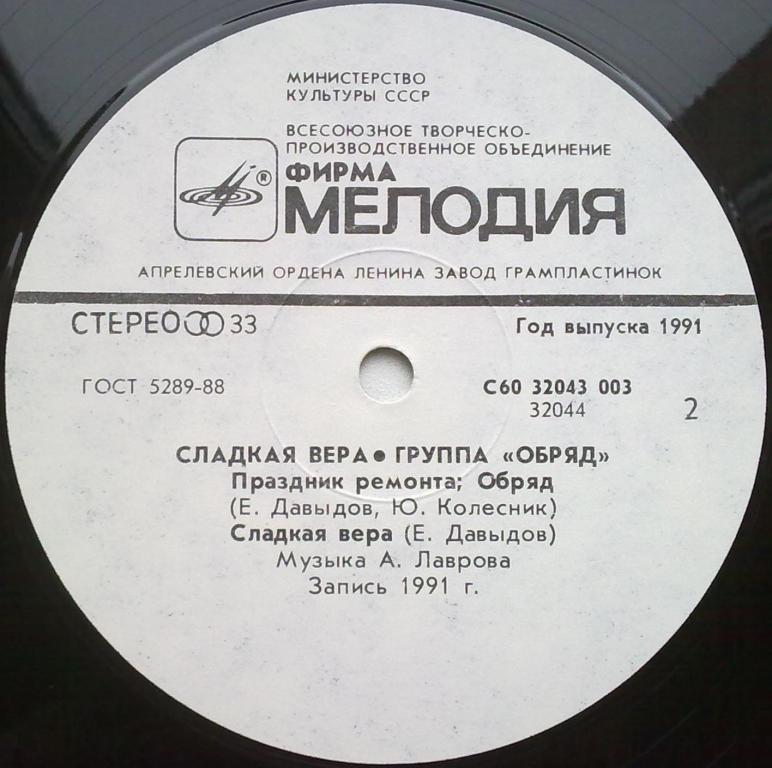 МИНИСТЕРСТВО
КУЛЬТУРЫ СССР
ВСЕСОЮЗНОЕ ТВОРЧЕСКО-
ПРОИЗВОДСТВЕННОЕ ОБЪЕДИНЕНИЕ
®
ФИРМА
МЕЛОДИЯ
АПРЕЛЕВСКИЙ ОРДЕНА ЛЕНИНА ЗАВОД ГРАМПЛАСТИНОК
СТЕРЕО 33 Год выпуска 1991
ГОСТ 5289-88 С60 32043 003
32044 2
СЛАДКАЯ ВЕРА • ГРУППА «ОБРЯД»
Праздник ремонта; Обряд
(Е. Давыдов, Ю. Колесник)
Сладкая вера (Е. Давыдов)
Музыка А. Лаврова
Запись 1991 г.